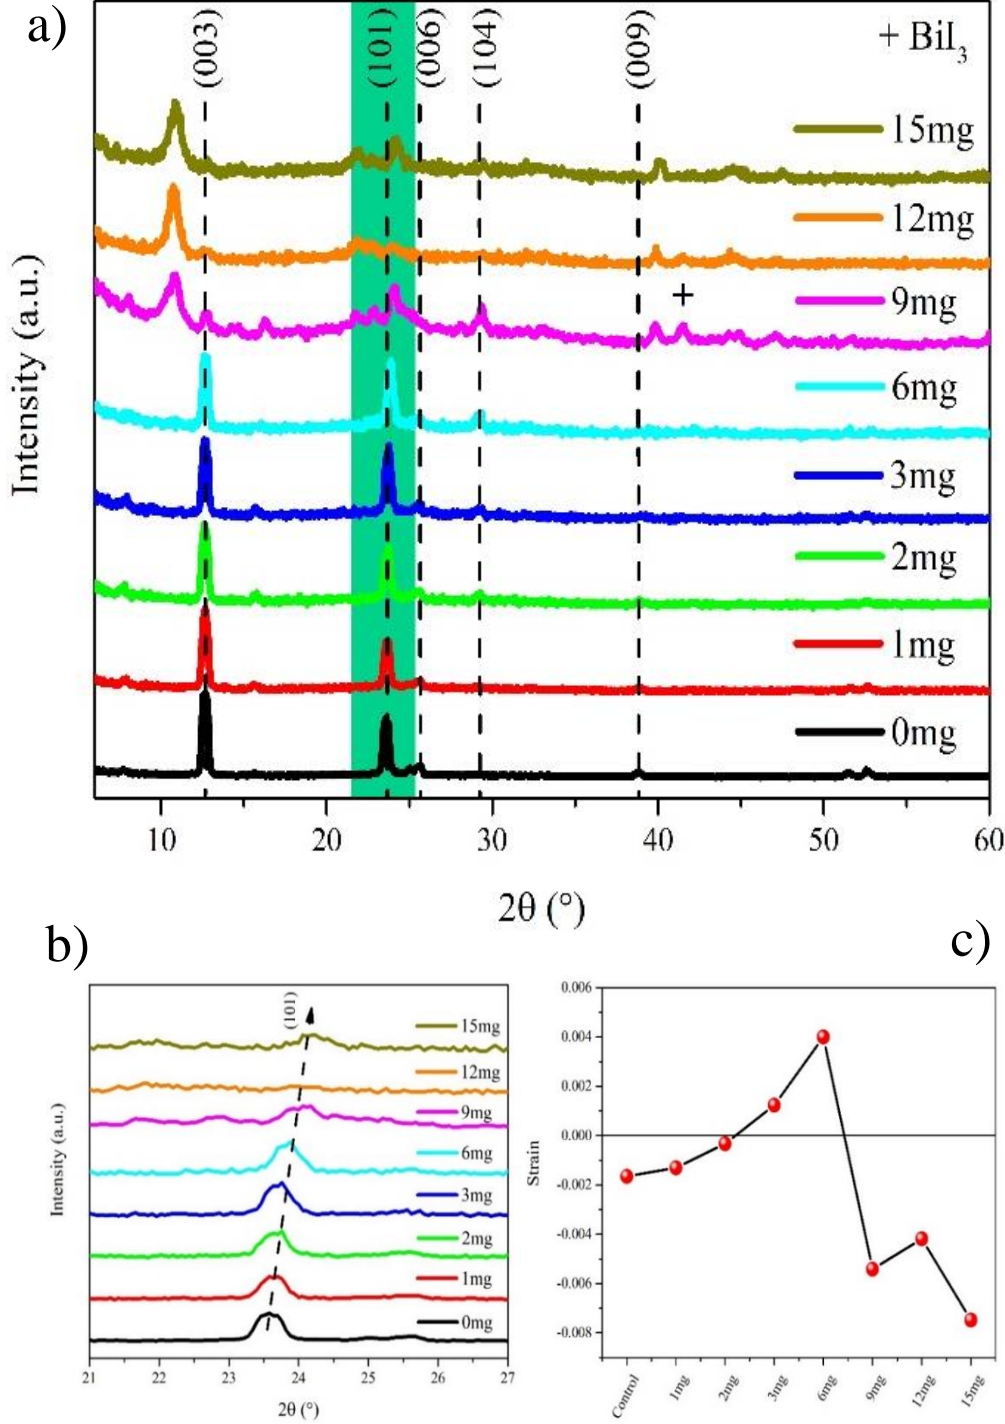 a)
(003)
(101)
(006)
(104)
(009)
+ BiI₃
15mg
12mg
+
9mg
6mg
3mg
2mg
1mg
0mg
Intensity (a.u.)
10 20 30 40 50 60
2θ (°)
b)
(101)
15mg
12mg
9mg
6mg
3mg
2mg
1mg
0mg
Intensity (a.u.)
21 22 23 24 25 26 27
2θ (°)
c)
0.006
0.004
0.002
0.000
-0.002
-0.004
-0.006
-0.008
Strain
Control 1mg 2mg 3mg 6mg 9mg 12mg 15mg